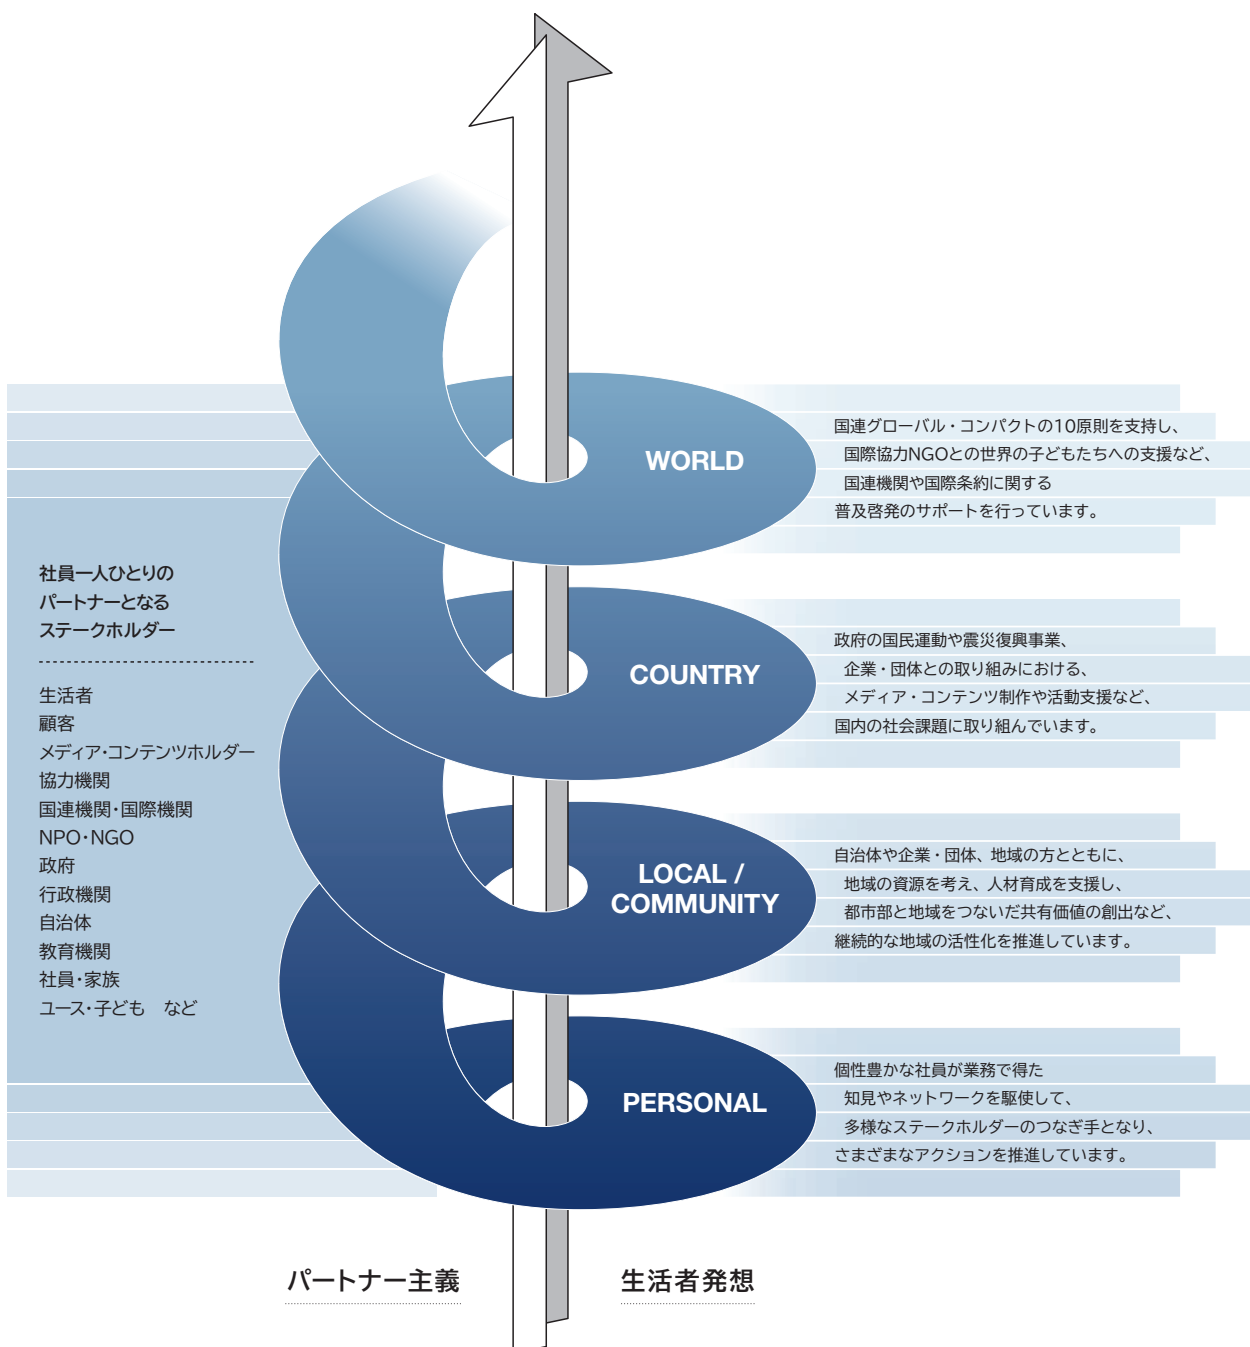 WORLD
国連グローバル・コンパクトの10原則を支持し、
国際協力NGOとの世界の子どもたちへの支援など、
国連機関や国際条約に関する
普及啓発のサポートを行っています。
社員一人ひとりの
パートナーとなる
ステークホルダー
生活者
顧客
メディア・コンテンツホルダー
協力機関
国連機関・国際機関
NPO・NGO
政府
行政機関
自治体
教育機関
社員・家族
ユース・子ども　など
COUNTRY
政府の国民運動や震災復興事業、
企業・団体との取り組みにおける、
メディア・コンテンツ制作や活動支援など、
国内の社会課題に取り組んでいます。
LOCAL /
COMMUNITY
自治体や企業・団体、地域の方とともに、
地域の資源を考え、人材育成を支援し、
都市部と地域をつないだ共有価値の創出など、
継続的な地域の活性化を推進しています。
PERSONAL
個性豊かな社員が業務で得た
知見やネットワークを駆使して、
多様なステークホルダーのつなぎ手となり、
さまざまなアクションを推進しています。
パートナー主義
生活者発想